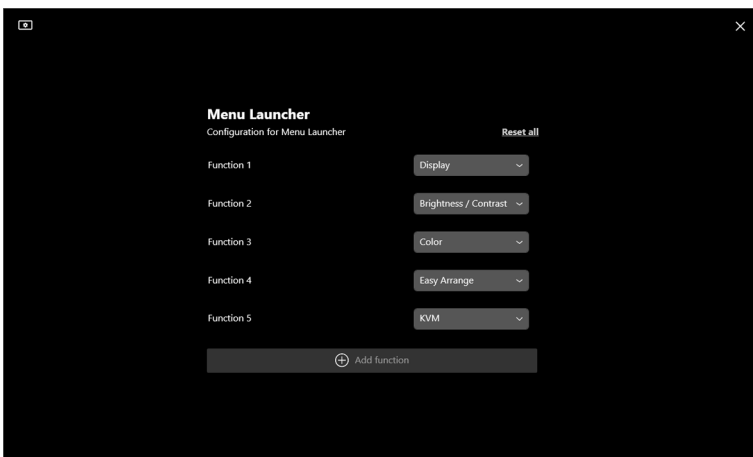 Menu Launcher
Configuration for Menu Launcher Reset all
Function 1 Display
Function 2 Brightness / Contrast
Function 3 Color
Function 4 Easy Arrange
Function 5 KVM
Add function